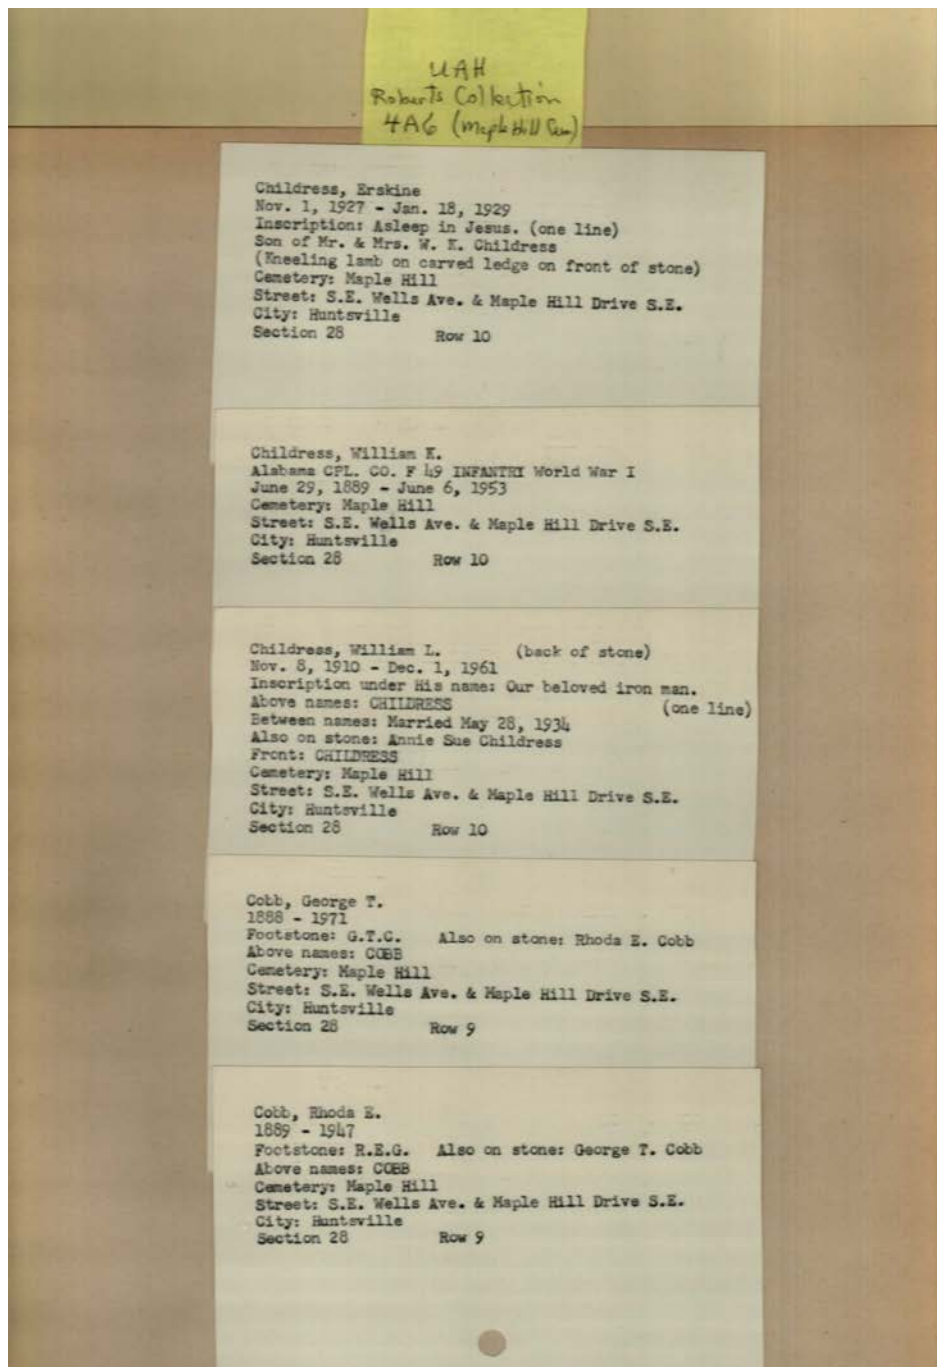 UAH
Roberts Collection
4A6 (Maple Hill Cem)
Childress, Erskine
Nov. 1, 1927 - Jan. 18, 1929
Inscription: Asleep in Jesus. (one line)
Son of Mr. & Mrs. W. K. Childress
(Kneeling lamb on carved ledge on front of stone)
Cemetery: Maple Hill
Street: S.E. Wells Ave. & Maple Hill Drive S.E.
City: Huntsville
Section 28 Row 10
Childress, William K.
Alabama CPL. CO. F 49 INFANTRY World War I
June 29, 1889 - June 6, 1953
Cemetery: Maple Hill
Street: S.E. Wells Ave. & Maple Hill Drive S.E.
City: Huntsville
Section 28 Row 10
Childress, William L. (back of stone)
Nov. 8, 1910 - Dec. 1, 1961
Inscription under His name: Our beloved iron man.
Above names: CHILDRESS (one line)
Between names: Married May 28, 1934
Also on stone: Annie Sue Childress
Front: CHILDRESS
Cemetery: Maple Hill
Street: S.E. Wells Ave. & Maple Hill Drive S.E.
City: Huntsville
Section 28 Row 10
Cobb, George T.
1888 - 1971
Footstone: G.T.C. Also on stone: Rhoda E. Cobb
Above names: COBB
Cemetery: Maple Hill
Street: S.E. Wells Ave. & Maple Hill Drive S.E.
City: Huntsville
Section 28 Row 9
Cobb, Rhoda E.
1889 - 1947
Footstone: R.E.G. Also on stone: George T. Cobb
Above names: COBB
Cemetery: Maple Hill
Street: S.E. Wells Ave. & Maple Hill Drive S.E.
City: Huntsville
Section 28 Row 9